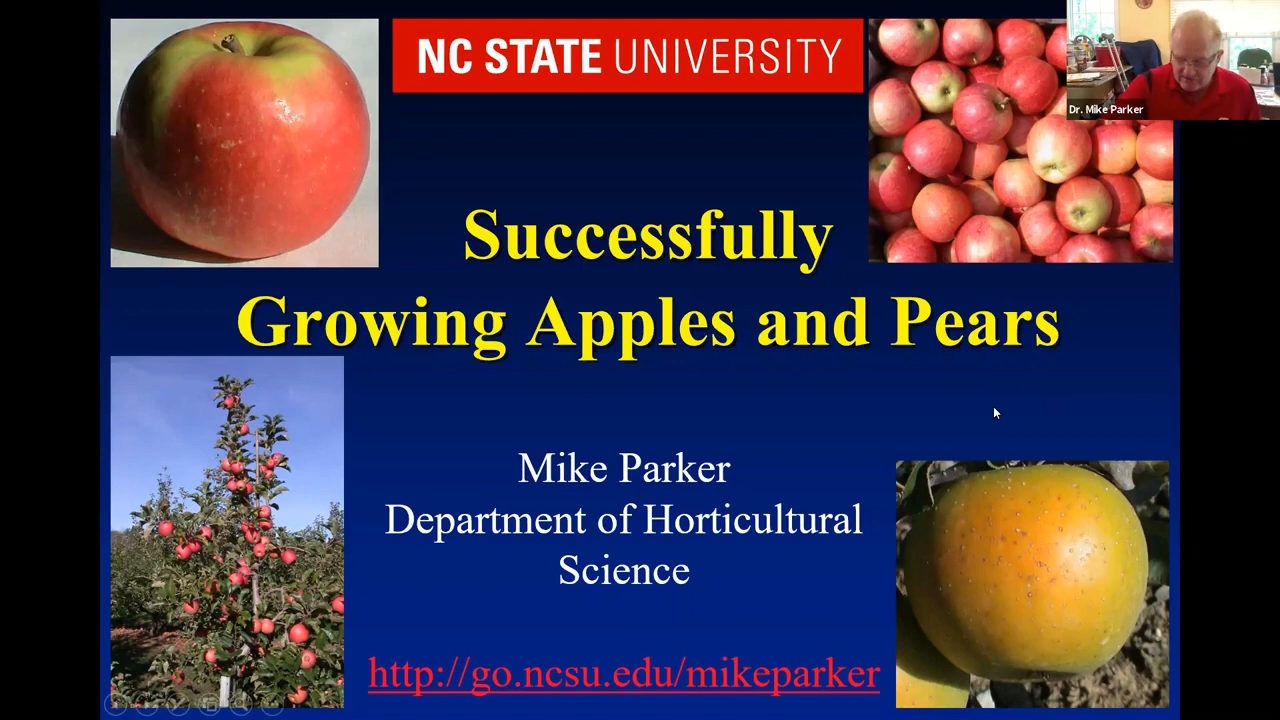 NC STATE UNIVERSITY
Dr. Mike Parker
Successfully
Growing Apples and Pears
Mike Parker
Department of Horticultural
Science
http://go.ncsu.edu/mikeparker